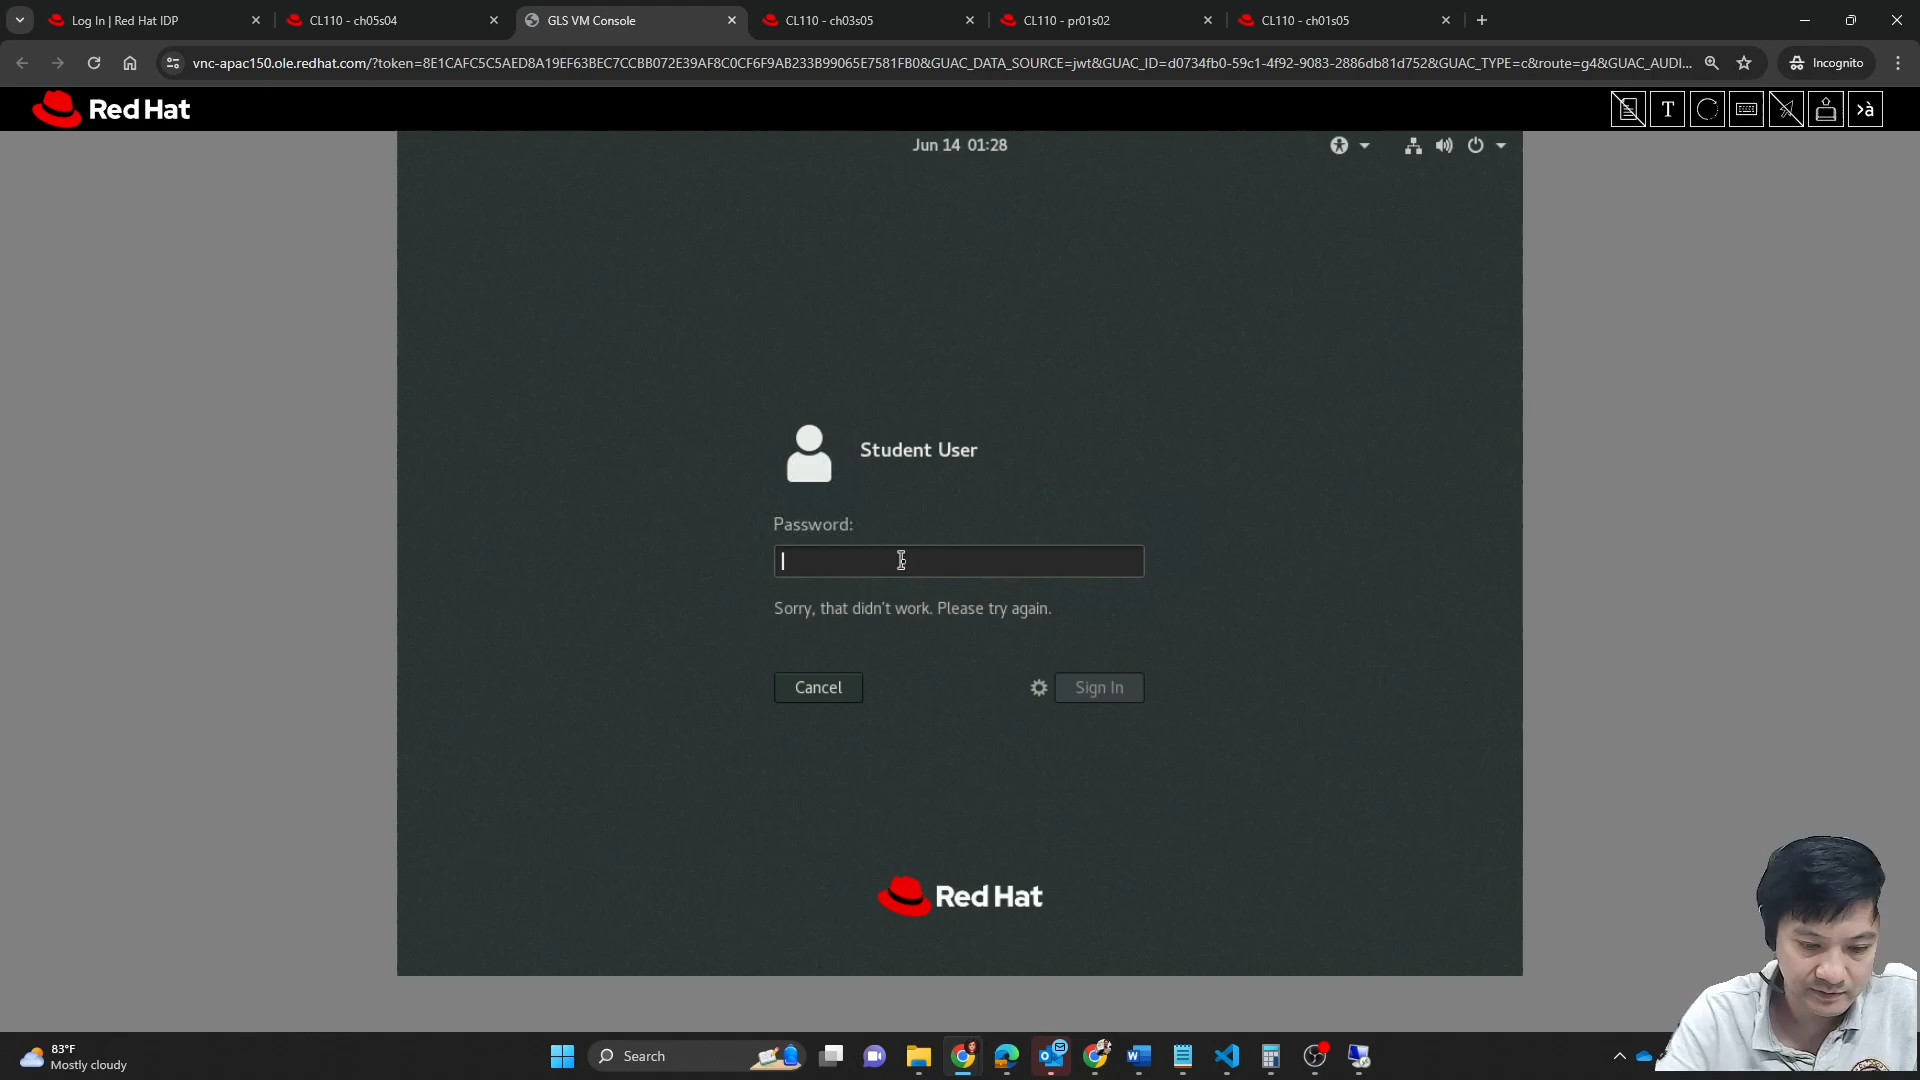 Log In | Red Hat IDP
CL110 - ch05s04
GLS VM Console
CL110 - ch03s05
CL110 - pr01s02
CL110 - ch01s05
vnc-apac150.ole.redhat.com/?token=8E1CAFC5C5AED8A19EF63BEC7CCBB072E39AF8C0CF6F9AB233B99065E7581FB0&GUAC_DATA_SOURCE=jwt&GUAC_ID=d0734fb0-59c1-4f92-9083-2886db81d752&GUAC_TYPE=c&route=g4&GUAC_AUDI...
Incognito
Red Hat
T
>à
Jun 14 01:28
Student User
Password:
Sorry, that didn't work. Please try again.
Cancel
Sign In
Red Hat
83°F
Mostly cloudy
Search